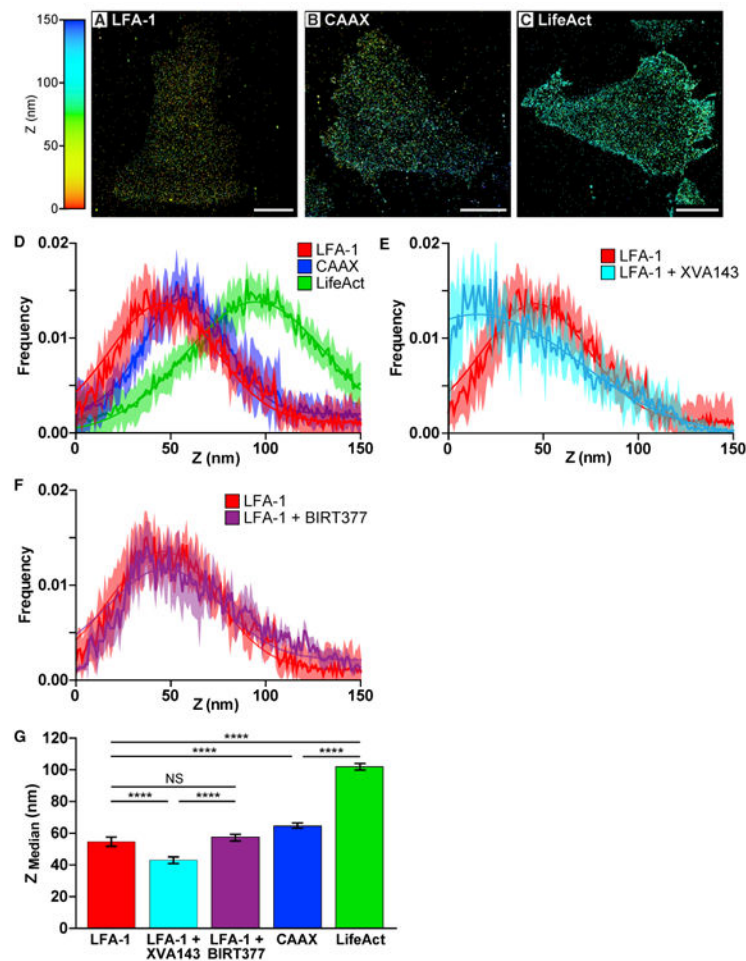 150
100
50
0
Z (nm)
A LFA-1
B CAAX
C LifeAct
D
0.02
0.01
0.00
Frequency
LFA-1
CAAX
LifeAct
0
50
100
150
Z (nm)
E
0.02
0.01
0.00
Frequency
LFA-1
LFA-1 + XVA143
0
50
100
150
Z (nm)
F
0.02
0.01
0.00
Frequency
LFA-1
LFA-1 + BIRT377
0
50
100
150
Z (nm)
G
120
100
80
60
40
20
0
Z Median (nm)
****
****
****
NS
****
****
LFA-1
LFA-1 +
XVA143
LFA-1 +
BIRT377
CAAX
LifeAct